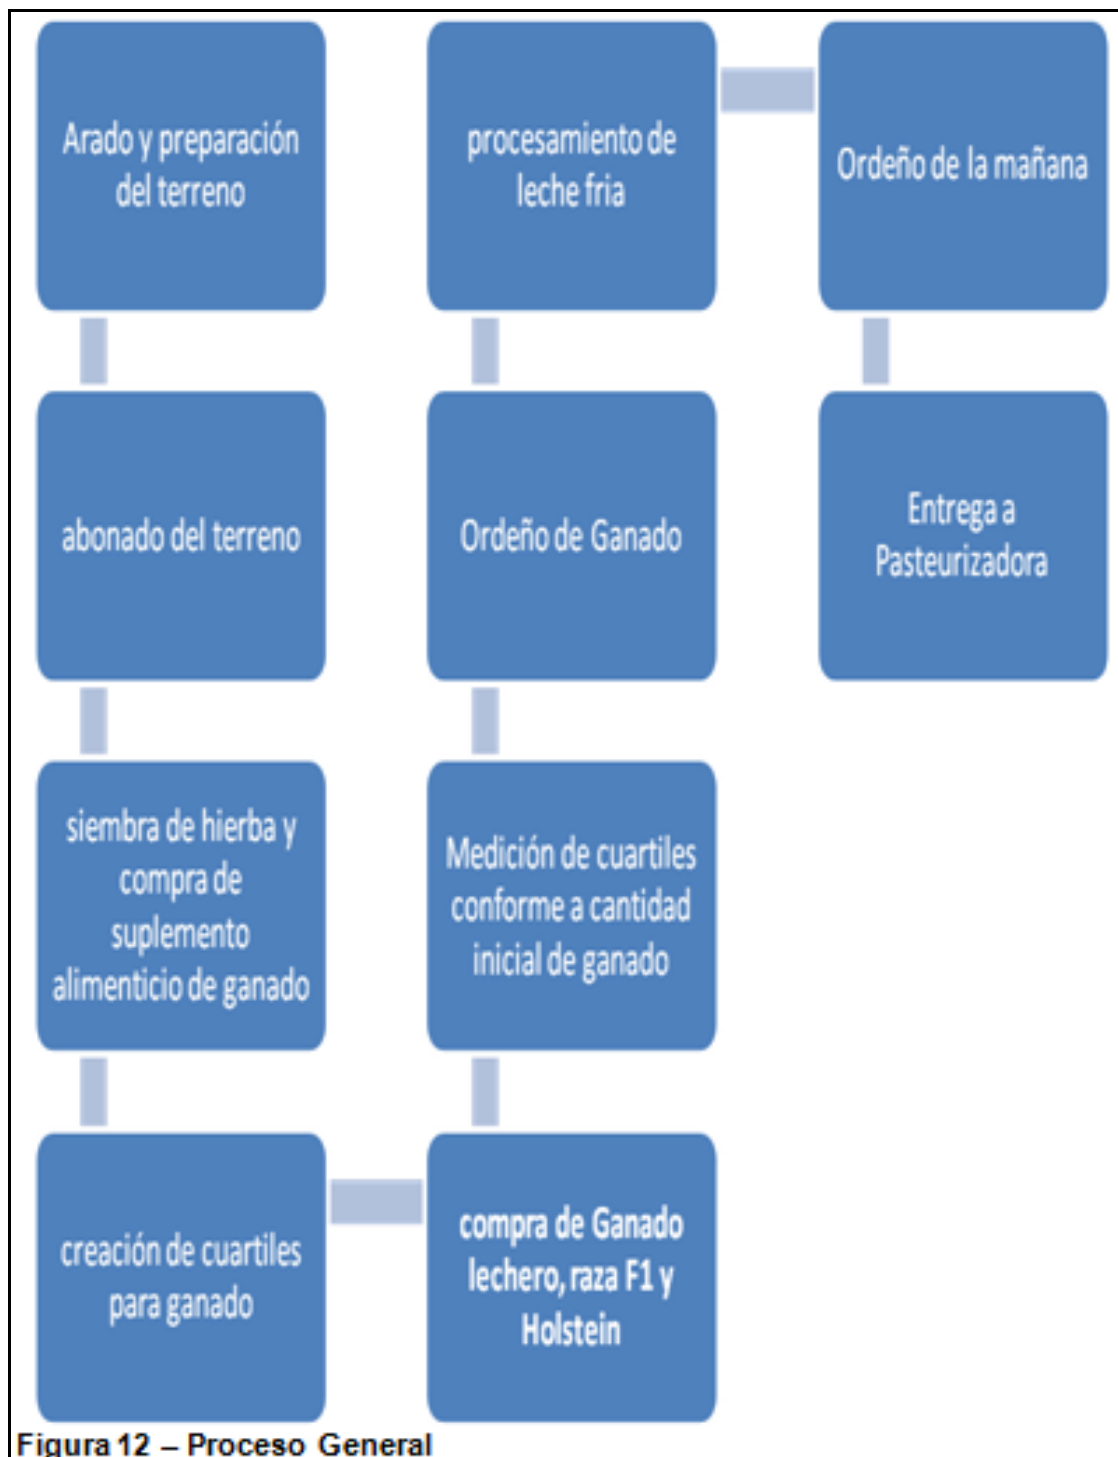 Arado y preparación
del terreno
abonado del terreno
siembra de hierba y
compra de
suplemento
alimenticio de ganado
creación de cuartiles
para ganado
compra de Ganado
lechero, raza F1 y
Holstein
Medición de cuartiles
conforme a cantidad
inicial de ganado
Ordeño de Ganado
procesamiento de
leche fria
Ordeño de la mañana
Entrega a
Pasteurizadora
Figura 12 – Proceso General